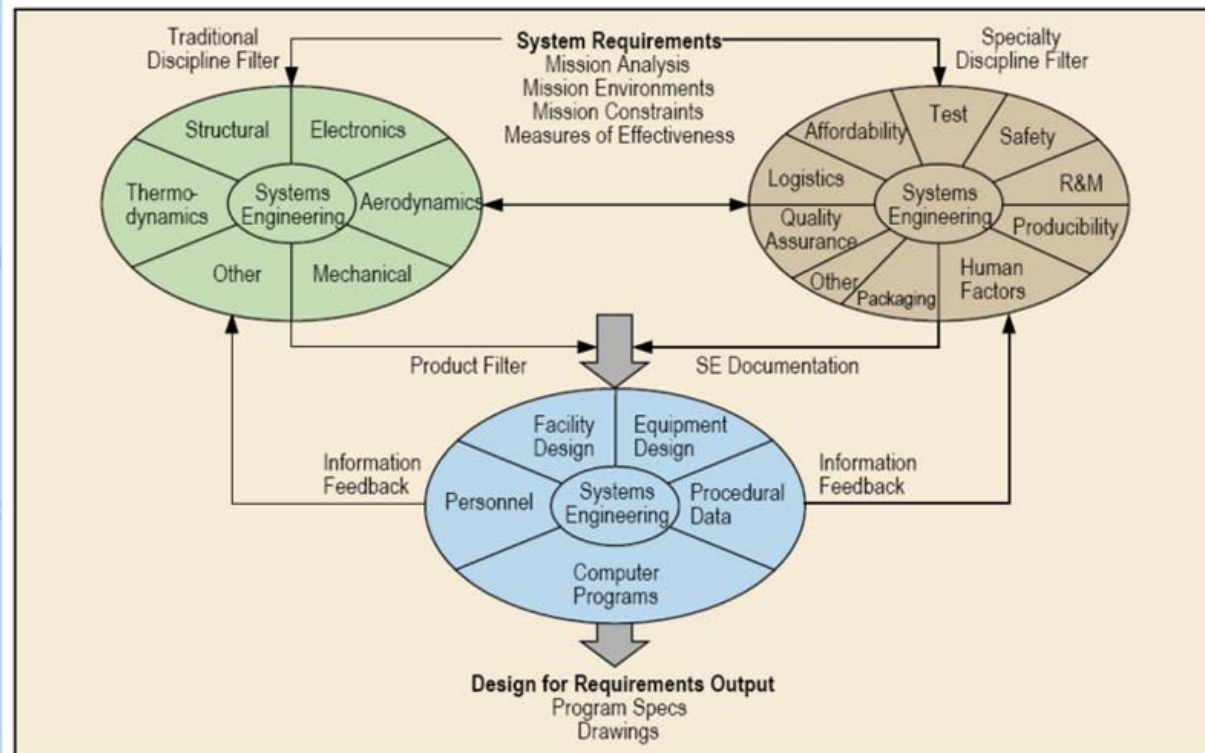 Traditional
Discipline Filter
System Requirements
Mission Analysis
Mission Environments
Mission Constraints
Measures of Effectiveness
Specialty
Discipline Filter
Structural
Electronics
Thermo-
dynamics
Systems
Engineering
Aerodynamics
Other
Mechanical
Affordability
Test
Safety
Logistics
Systems
Engineering
R&M
Quality
Assurance
Producibility
Other
Packaging
Human
Factors
Product Filter
SE Documentation
Facility
Design
Equipment
Design
Information
Feedback
Personnel
Systems
Engineering
Procedural
Data
Information
Feedback
Computer
Programs
Design for Requirements Output
Program Specs
Drawings